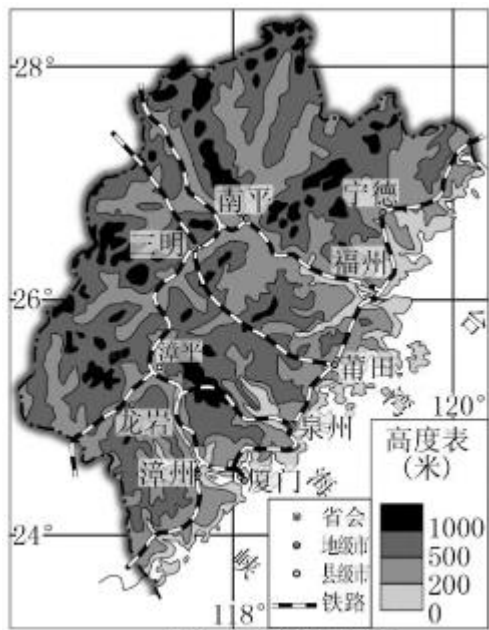 28°
南平
宁德
三明
福州
26°
台
漳平
莆田
湾
120°
龙岩
泉州
高度表
(米)
漳州
厦门
海
1000
500
200
0
24°
峡
118°
省会
地级市
县级市
铁路